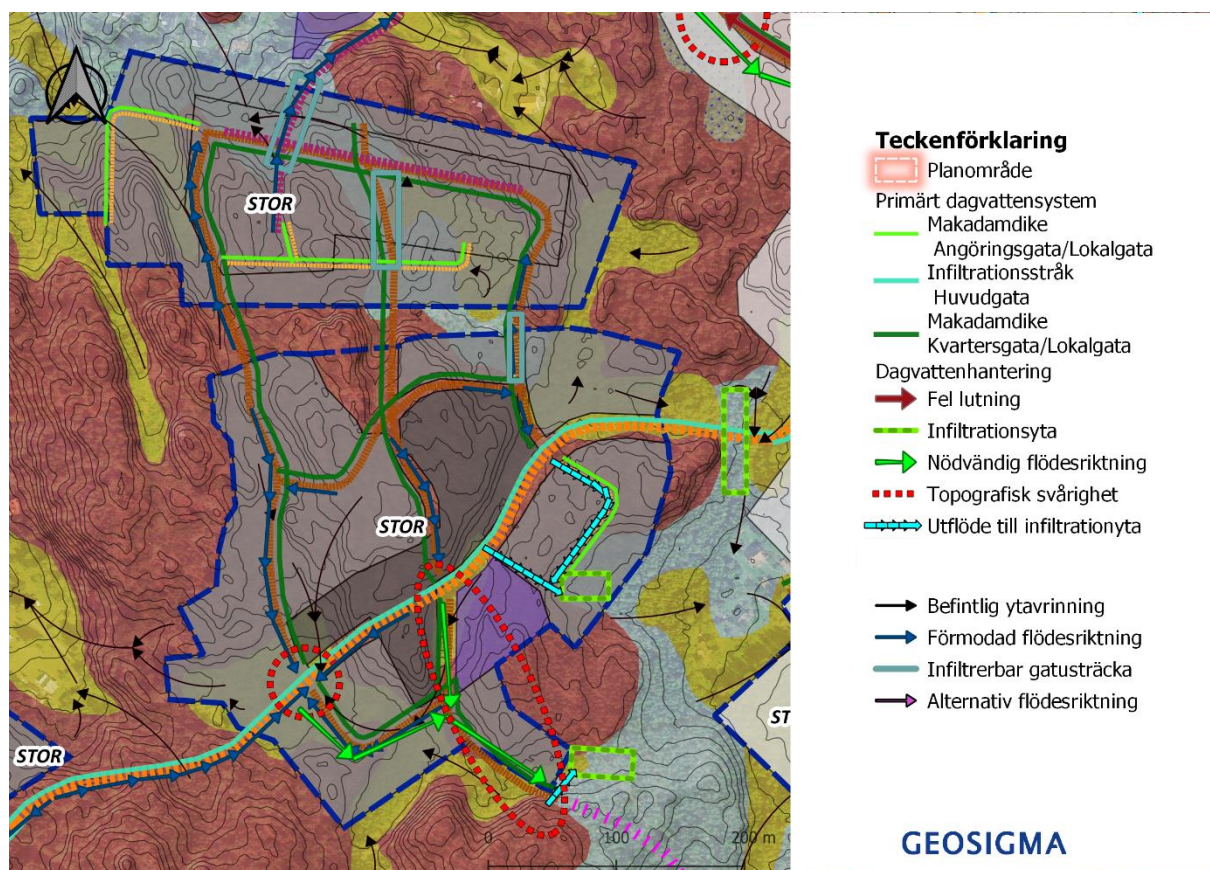 STOR
STOR
STOR
ST
0 100 200 m
Teckenförklaring
Planområde
Primärt dagvattensystem
Makadamdike
Angöringsgata/Lokalgata
Infiltrationsstråk
Huvudgata
Makadamdike
Kvartersgata/Lokalgata
Dagvattenhantering
Fel lutning
Infiltrationsyta
Nödvändig flödesriktning
Topografisk svårighet
Utflöde till infiltrationyta
Befintlig ytavrinning
Förmodad flödesriktning
Infiltrerbar gatusträcka
Alternativ flödesriktning
GEOSIGMA